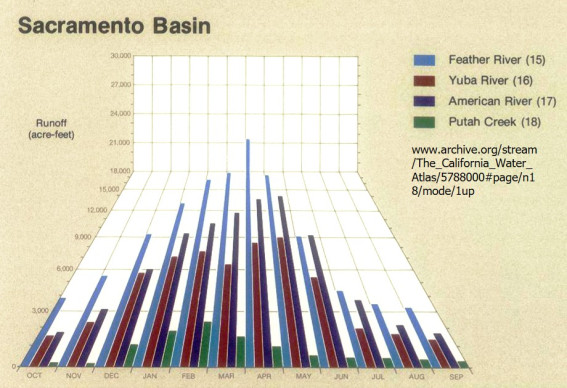 Sacramento Basin
Runoff
(acre-feet)
30,000
27,000
24,000
21,000
18,000
15,000
12,000
9,000
6,000
3,000
0
OCT
NOV
DEC
JAN
FEB
MAR
APR
MAY
JUN
JUL
AUG
SEP
Feather River (15)
Yuba River (16)
American River (17)
Putah Creek (18)
www.archive.org/stream
/The_California_Water_
Atlas/5788000#page/n1
8/mode/1up